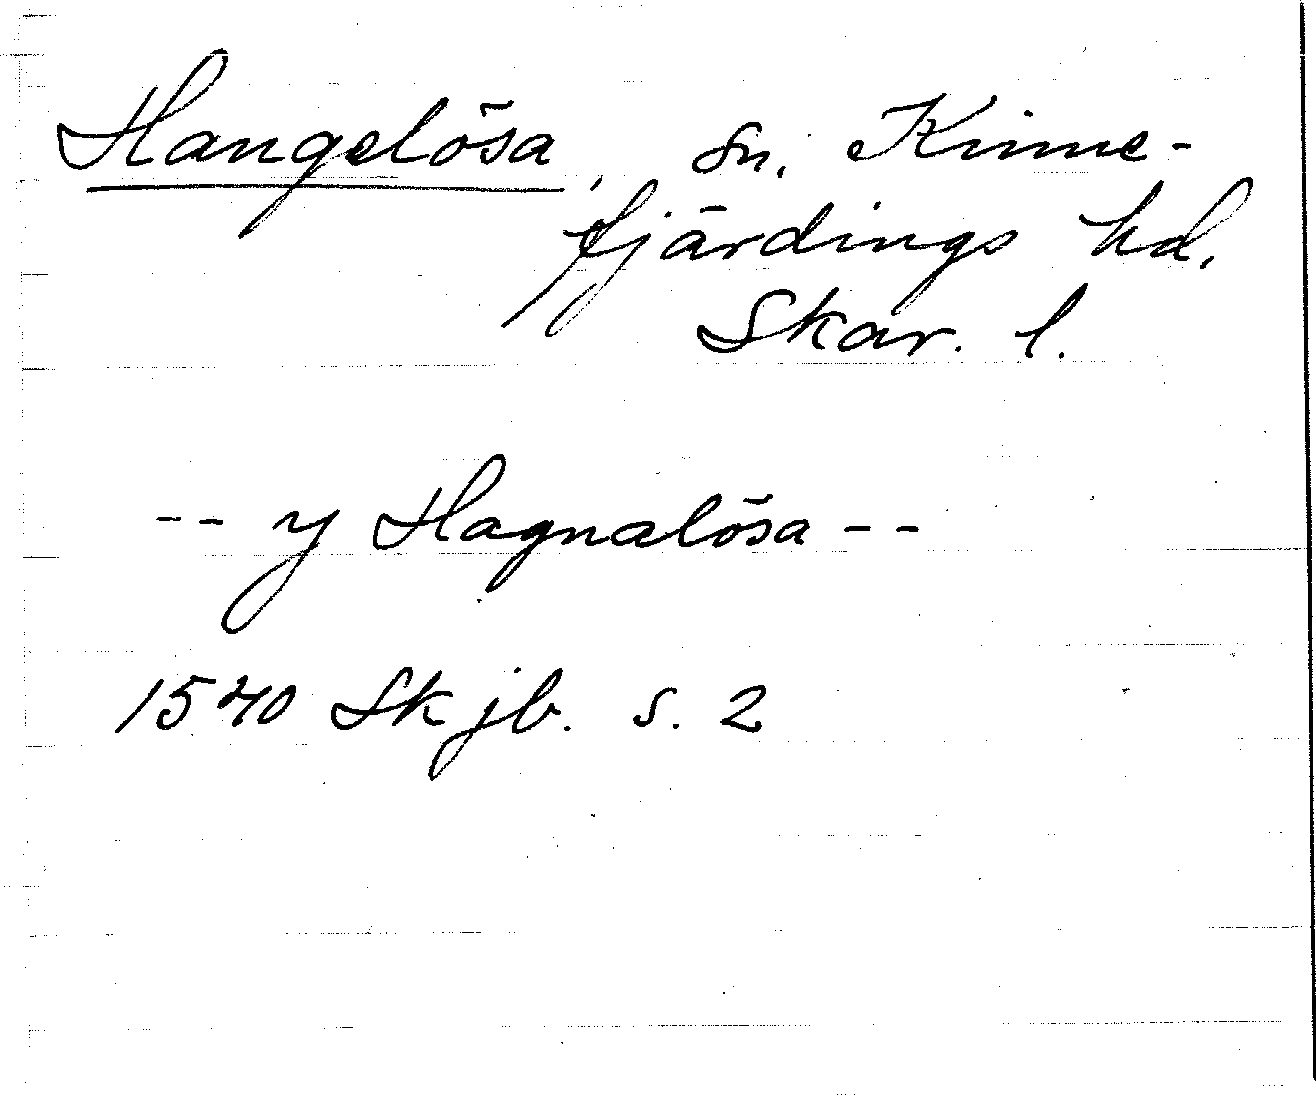 Hangelösa, sn, Kinne-
fjärdings hd,
Skar. l.
-- y Hagnalösa --
1540 Sk jb. s. 2